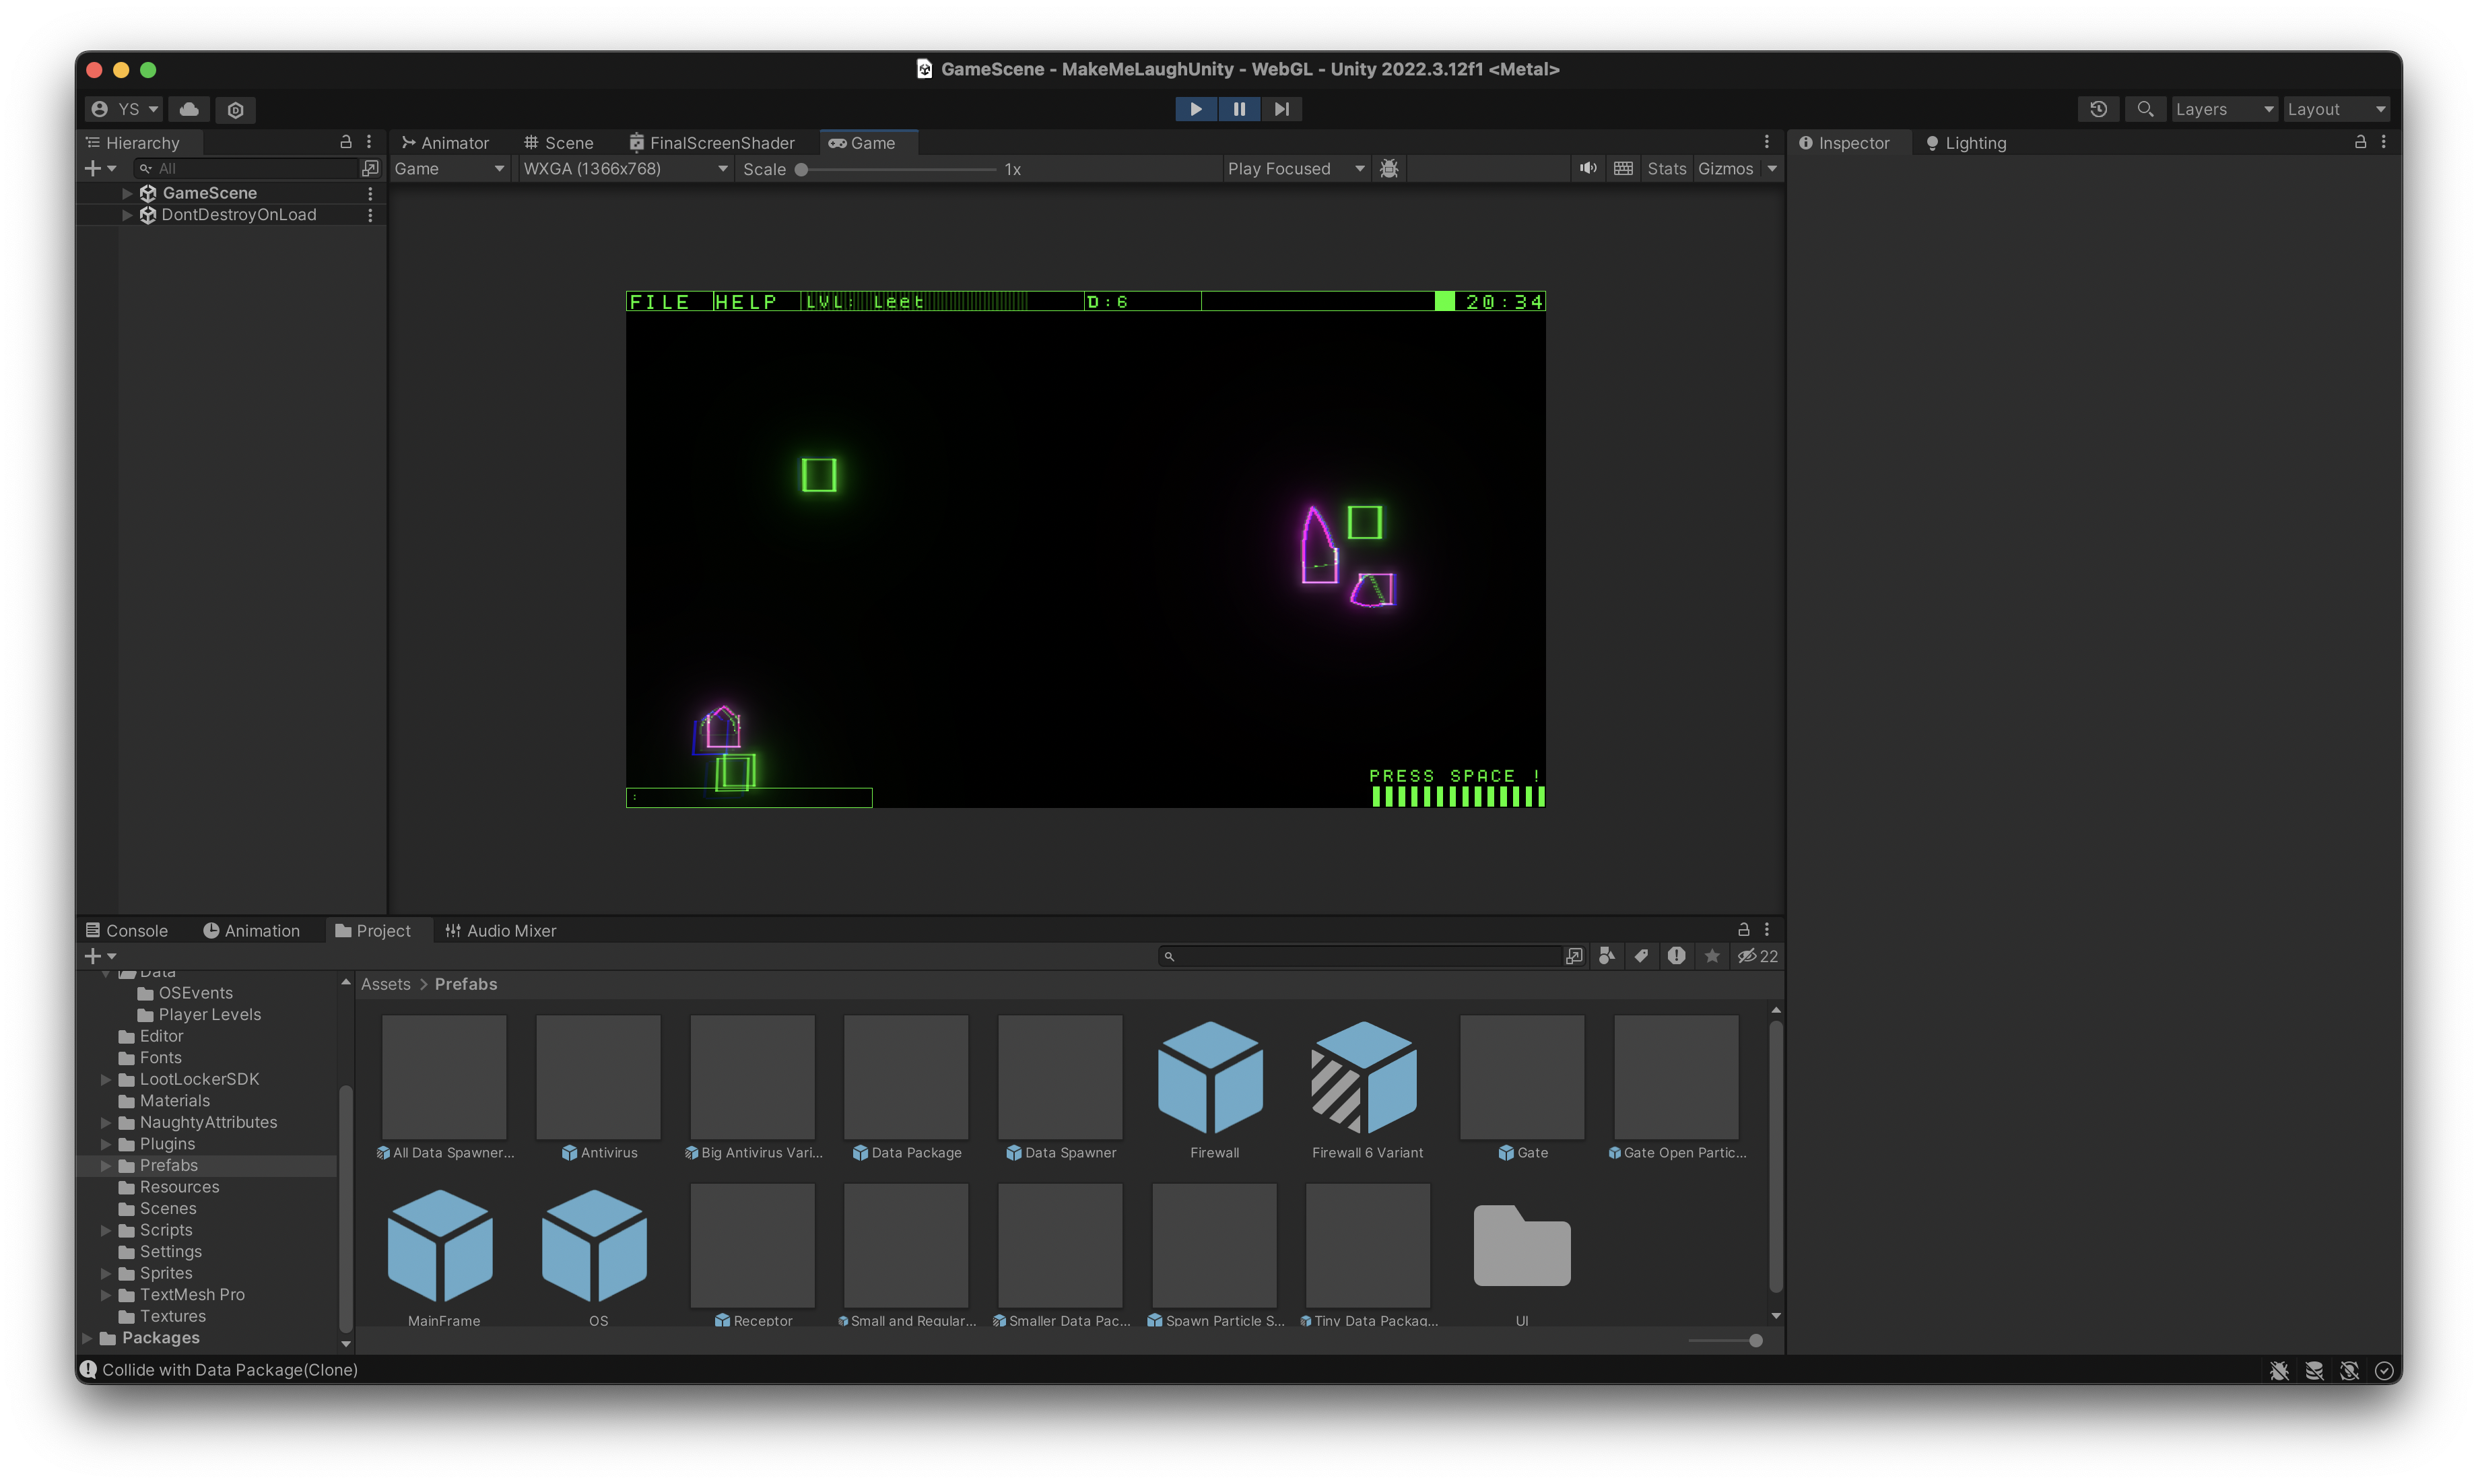 GameScene - MakeMeLaughUnity - WebGL - Unity 2022.3.12f1 <Metal>
YS
Layers
Layout
Hierarchy
Animator
Scene
FinalScreenShader
Game
Inspector
Lighting
All
Game
WXGA (1366x768)
Scale
1x
Play Focused
Stats
Gizmos
GameScene
DontDestroyOnLoad
FILE
HELP
LVL: Leet
D:6
20:34
PRESS SPACE !
:
Console
Animation
Project
Audio Mixer
22
Data
OSEvents
Player Levels
Editor
Fonts
LootLockerSDK
Materials
NaughtyAttributes
Plugins
Prefabs
Resources
Scenes
Scripts
Settings
Sprites
TextMesh Pro
Textures
Packages
Assets > Prefabs
All Data Spawner...
Antivirus
Big Antivirus Vari...
Data Package
Data Spawner
Firewall
Firewall 6 Variant
Gate
Gate Open Partic...
MainFrame
OS
Receptor
Small and Regular...
Smaller Data Pac...
Spawn Particle S...
Tiny Data Packag...
UI
Collide with Data Package(Clone)